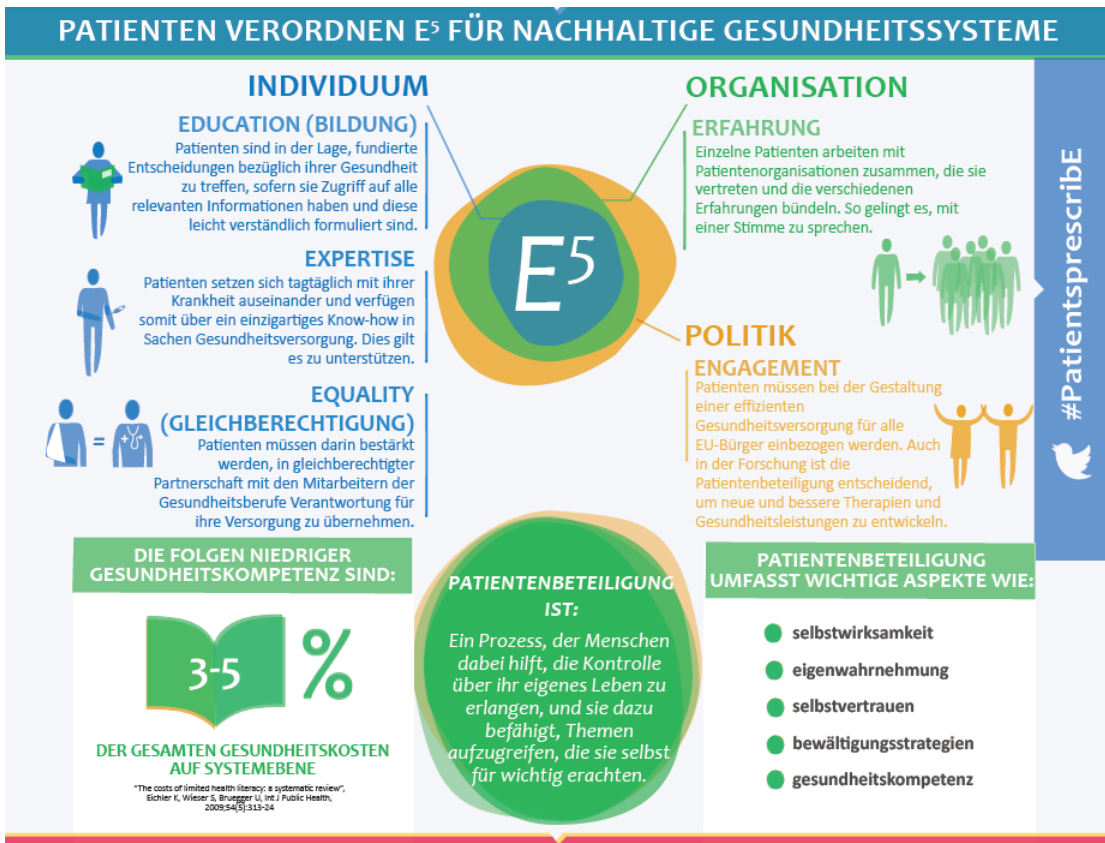 PATIENTEN VERORDNEN E⁵ FÜR NACHHALTIGE GESUNDHEITSSYSTEME
INDIVIDUUM
EDUCATION (BILDUNG)
Patienten sind in der Lage, fundierte
Entscheidungen bezüglich ihrer Gesundheit
zu treffen, sofern sie Zugriff auf alle
relevanten Informationen haben und diese
leicht verständlich formuliert sind.
EXPERTISE
Patienten setzen sich tagtäglich mit ihrer
Krankheit auseinander und verfügen
somit über ein einzigartiges Know-how in
Sachen Gesundheitsversorgung. Dies gilt
es zu unterstützen.
EQUALITY
(GLEICHBERECHTIGUNG)
=
Patienten müssen darin bestärkt
werden, in gleichberechtigter
Partnerschaft mit den Mitarbeitern der
Gesundheitsberufe Verantwortung für
ihre Versorgung zu übernehmen.
E⁵
ORGANISATION
ERFAHRUNG
Einzelne Patienten arbeiten mit
Patientenorganisationen zusammen, die sie
vertreten und die verschiedenen
Erfahrungen bündeln. So gelingt es, mit
einer Stimme zu sprechen.
POLITIK
ENGAGEMENT
Patienten müssen bei der Gestaltung
einer effizienten
Gesundheitsversorgung für alle
EU-Bürger einbezogen werden. Auch
in der Forschung ist die
Patientenbeteiligung entscheidend,
um neue und bessere Therapien und
Gesundheitsleistungen zu entwickeln.
#PatientsprescribE
DIE FOLGEN NIEDRIGER
GESUNDHEITSKOMPETENZ SIND:
3-5 %
DER GESAMTEN GESUNDHEITSKOSTEN
AUF SYSTEMEBENE
"The costs of limited health literacy: a systematic review",
Eichler K, Wieser S, Bruegger U, Int J Public Health,
2009;54(5):313-24
PATIENTENBETEILIGUNG
IST:
Ein Prozess, der Menschen
dabei hilft, die Kontrolle
über ihr eigenes Leben zu
erlangen, und sie dazu
befähigt, Themen
aufzugreifen, die sie selbst
für wichtig erachten.
PATIENTENBETEILIGUNG
UMFASST WICHTIGE ASPEKTE WIE:
selbstwirksamkeit
eigenwahrnehmung
selbstvertrauen
bewältigungsstrategien
gesundheitskompetenz